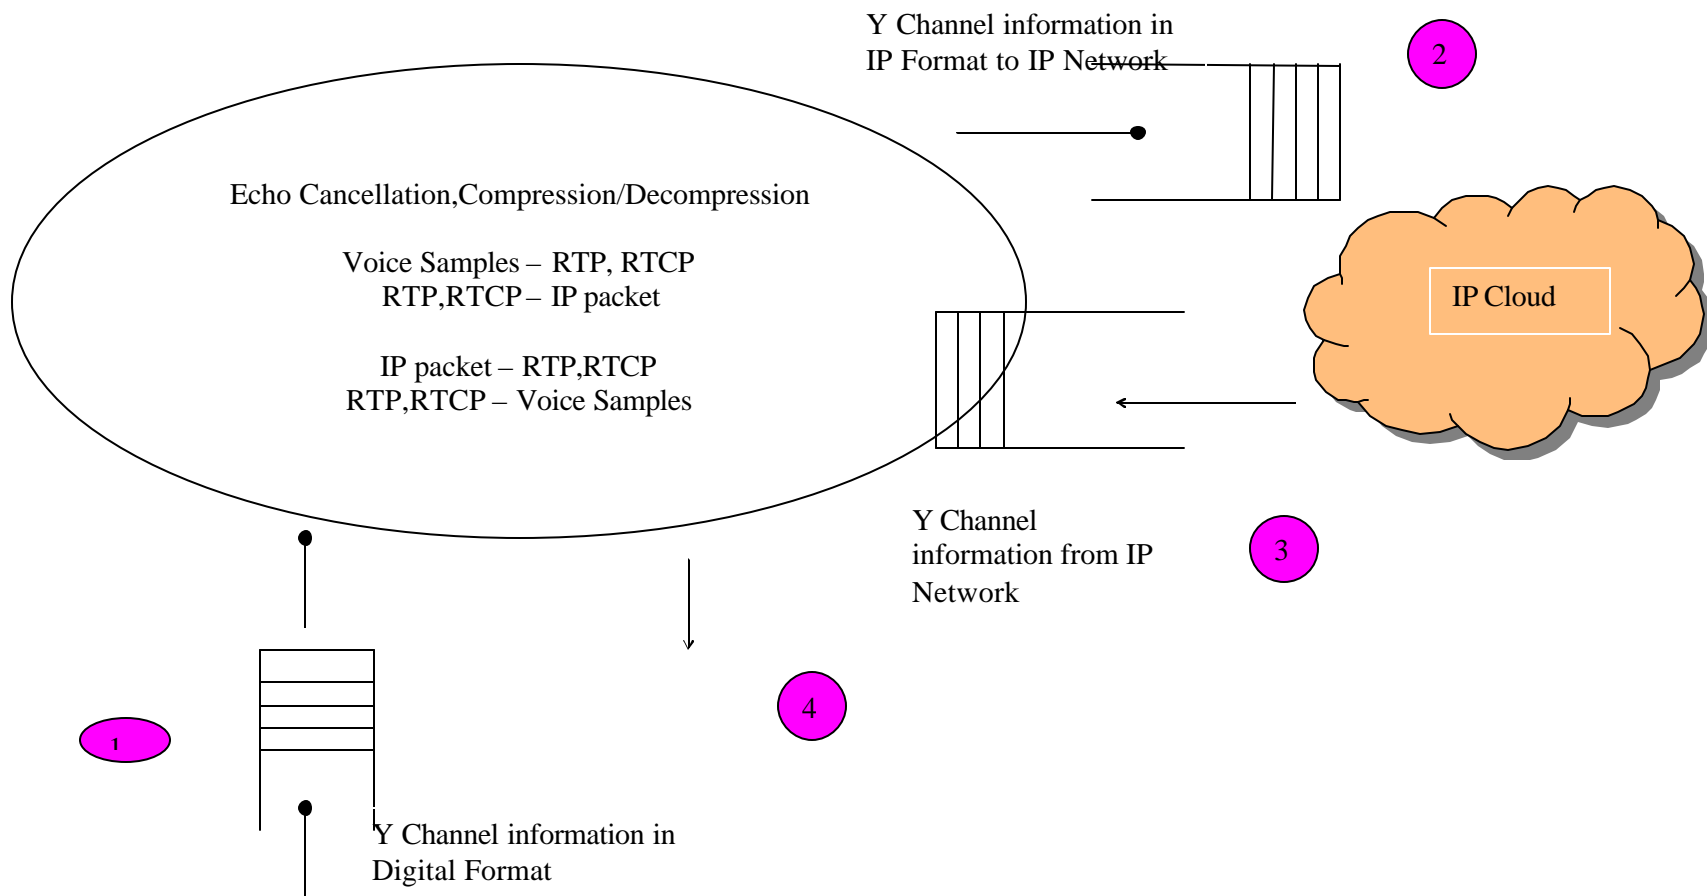 Y Channel information in
IP Format to IP Network
2
Echo Cancellation,Compression/Decompression
Voice Samples – RTP, RTCP
RTP,RTCP – IP packet
IP packet – RTP,RTCP
RTP,RTCP – Voice Samples
IP Cloud
Y Channel
information from IP
Network
3
4
1
Y Channel information in
Digital Format